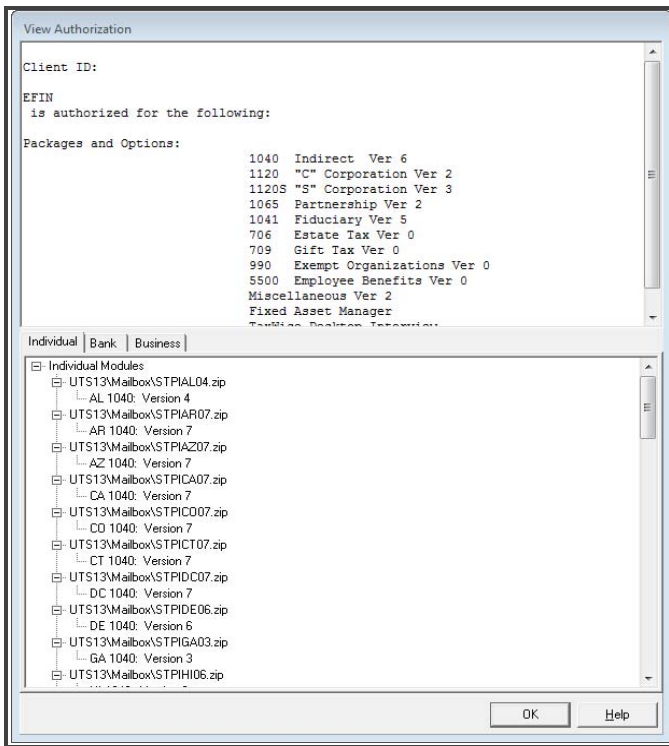 View Authorization
Client ID:
EFIN
is authorized for the following:
Packages and Options:
1040 Indirect Ver 6
1120 "C" Corporation Ver 2
1120S "S" Corporation Ver 3
1065 Partnership Ver 2
1041 Fiduciary Ver 5
706 Estate Tax Ver 0
709 Gift Tax Ver 0
990 Exempt Organizations Ver 0
5500 Employee Benefits Ver 0
Miscellaneous Ver 2
Fixed Asset Manager
TaxWise Desktop Interview
Individual Bank Business
Individual Modules
UTS13\Mailbox\STPIAL04.zip
AL 1040: Version 4
UTS13\Mailbox\STPIAR07.zip
AR 1040: Version 7
UTS13\Mailbox\STPIAZ07.zip
AZ 1040: Version 7
UTS13\Mailbox\STPICA07.zip
CA 1040: Version 7
UTS13\Mailbox\STPICO07.zip
CO 1040: Version 7
UTS13\Mailbox\STPICT07.zip
CT 1040: Version 7
UTS13\Mailbox\STPIDC07.zip
DC 1040: Version 7
UTS13\Mailbox\STPIDE06.zip
DE 1040: Version 6
UTS13\Mailbox\STPIGA03.zip
GA 1040: Version 3
UTS13\Mailbox\STPIHI06.zip
OK Help